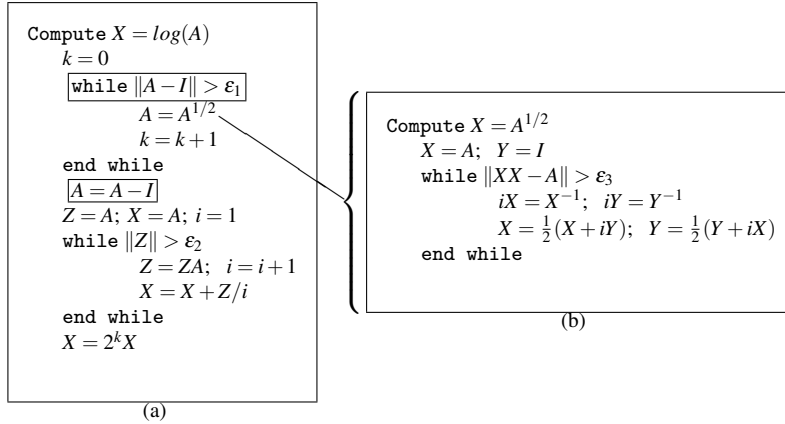 Compute X = log(A)
k = 0
while ‖A − I‖ > ε₁
A = A^{1/2}
k = k + 1
end while
A = A − I
Z = A; X = A; i = 1
while ‖Z‖ > ε₂
Z = ZA; i = i + 1
X = X + Z/i
end while
X = 2^k X
(a)
Compute X = A^{1/2}
X = A; Y = I
while ‖XX − A‖ > ε₃
iX = X^{−1}; iY = Y^{−1}
X = ½(X + iY); Y = ½(Y + iX)
end while
(b)